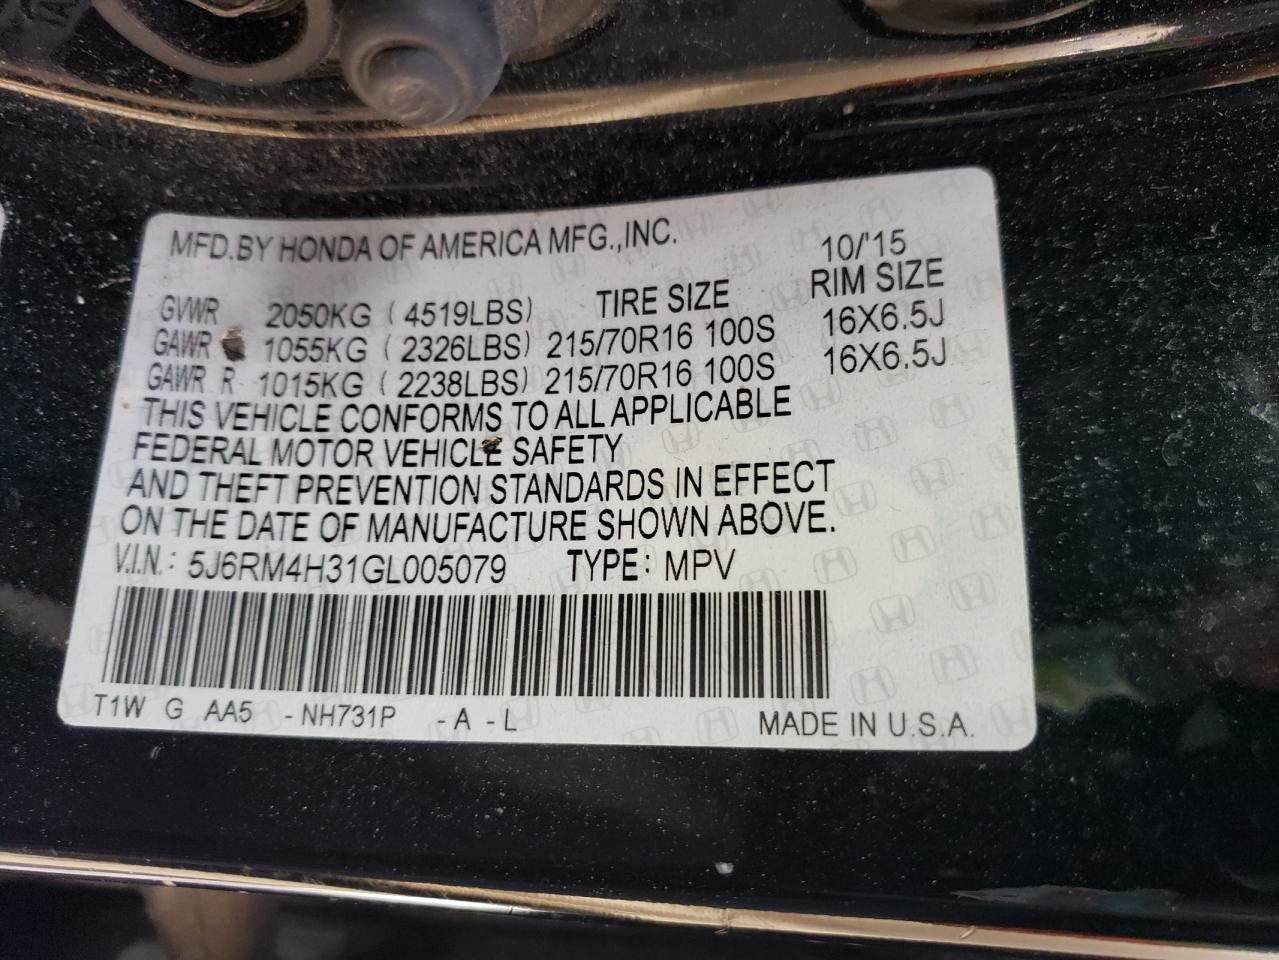 MFD.BY HONDA OF AMERICA MFG.,INC. 10/'15
GVWR 2050KG ( 4519LBS) TIRE SIZE RIM SIZE
GAWR 1055KG ( 2326LBS) 215/70R16 100S 16X6.5J
GAWR R 1015KG ( 2238LBS) 215/70R16 100S 16X6.5J
THIS VEHICLE CONFORMS TO ALL APPLICABLE
FEDERAL MOTOR VEHICLE SAFETY
AND THEFT PREVENTION STANDARDS IN EFFECT
ON THE DATE OF MANUFACTURE SHOWN ABOVE.
V.I.N.: 5J6RM4H31GL005079 TYPE: MPV
T1W G AA5 - NH731P - A - L MADE IN U.S.A.